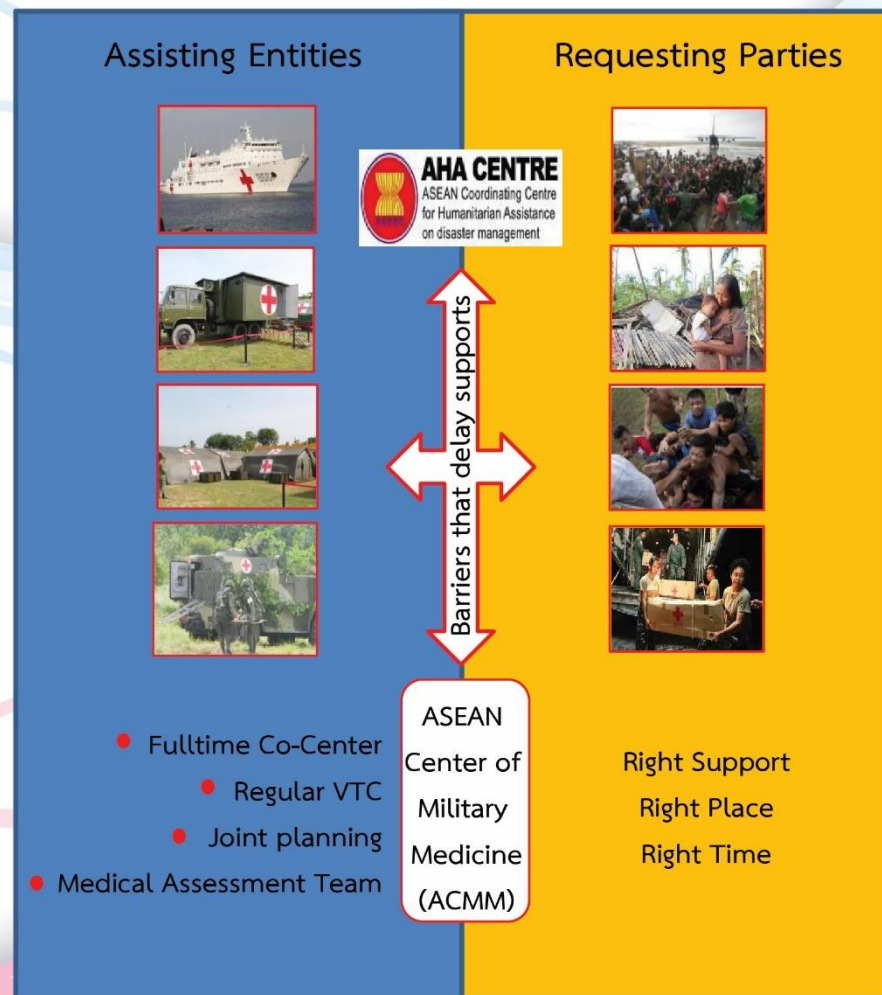 Assisting Entities
Requesting Parties
AHA CENTRE
ASEAN Coordinating Centre
for Humanitarian Assistance
on disaster management
Barriers that delay supports
Fulltime Co-Center
Regular VTC
Joint planning
Medical Assessment Team
ASEAN
Center of
Military
Medicine
(ACMM)
Right Support
Right Place
Right Time